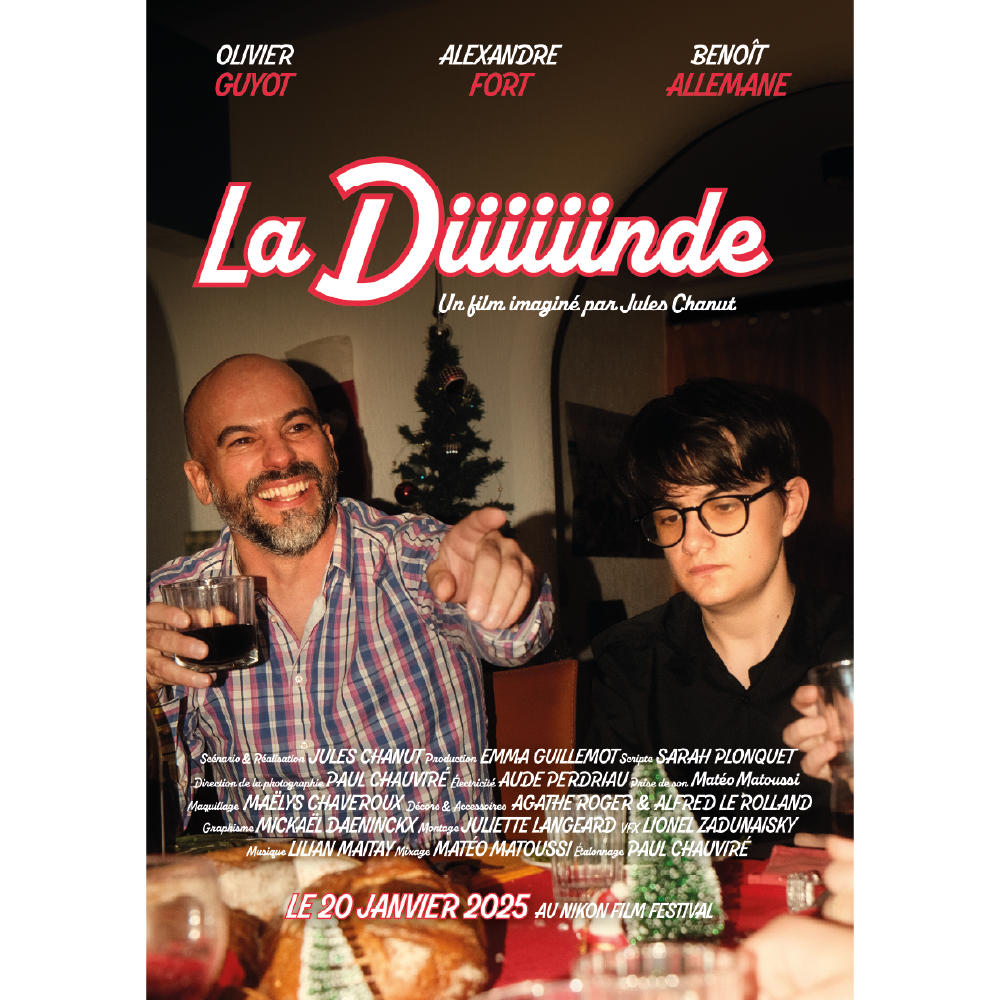 OLIVIER ALEXANDRE BENOÎT
GUYOT FORT ALLEMANE
La Diiiiiinde
Un film imaginé par Jules Chanut
Scénario & Réalisation JULES CHANUT Production EMMA GUILLEMOT Scripte SARAH PLONQUET
Direction de la photographie PAUL CHAUVIRÉ Électricité AUDE PERDRIAU Prise de son Matéo Matoussi
Maquillage MAËLYS CHAVEROUX Décors & Accessoires AGATHE ROGER & ALFRED LE ROLLAND
Graphisme MICKAËL DAENINCKX Montage JULIETTE LANGEARD VFX LIONEL ZADUNAISKY
Musique LILIAN MAITAY Mixage MATÉO MATOUSSI Étalonnage PAUL CHAUVIRÉ
LE 20 JANVIER 2025 AU NIKON FILM FESTIVAL